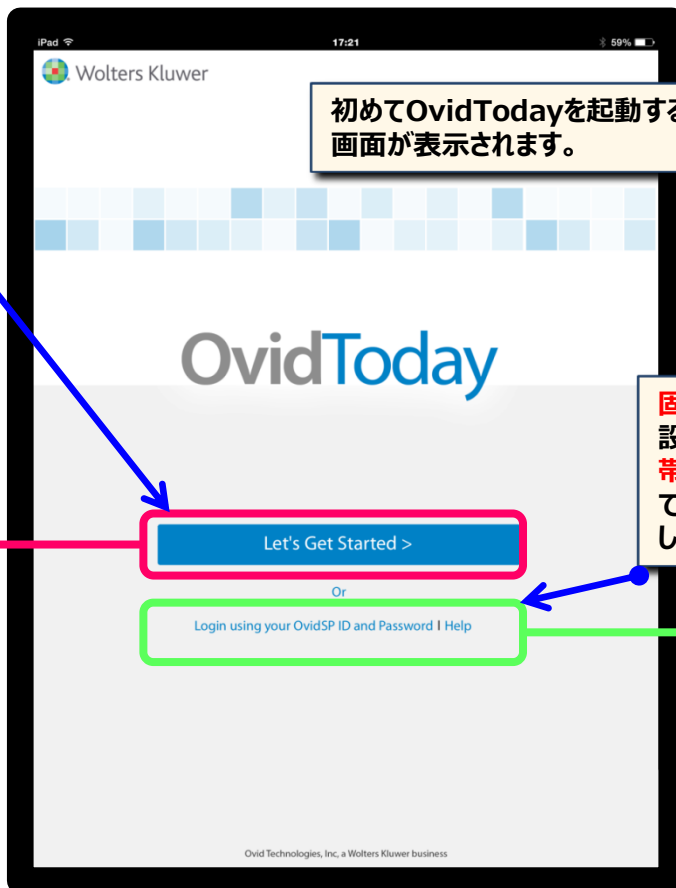 iPad 17:21 59%
Wolters Kluwer
初めてOvidTodayを起動する
画面が表示されます。
OvidToday
固
設
帯
て
し
Let's Get Started >
Or
Login using your OvidSP ID and Password | Help
Ovid Technologies, Inc, a Wolters Kluwer business